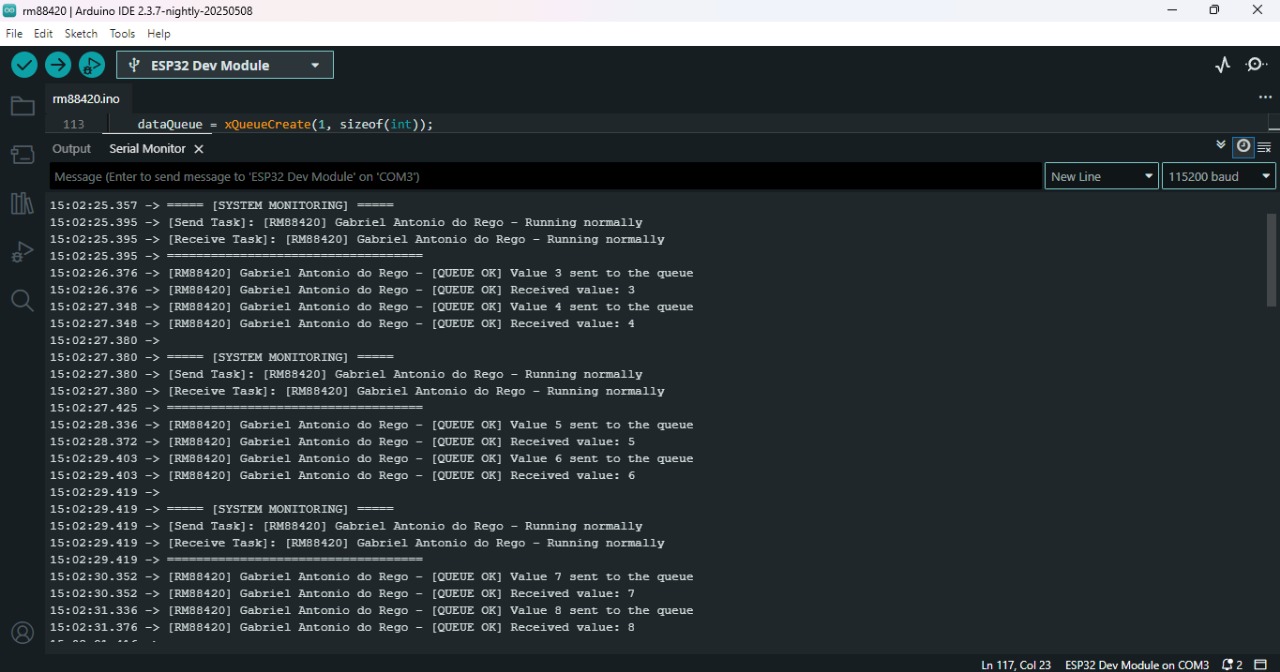 rm88420 | Arduino IDE 2.3.7-nightly-20250508
File Edit Sketch Tools Help
ESP32 Dev Module
rm88420.ino
113 dataQueue = xQueueCreate(1, sizeof(int));
Output Serial Monitor
Message (Enter to send message to 'ESP32 Dev Module' on 'COM3') New Line 115200 baud
15:02:25.357 -> ===== [SYSTEM MONITORING] =====
15:02:25.395 -> [Send Task]: [RM88420] Gabriel Antonio do Rego - Running normally
15:02:25.395 -> [Receive Task]: [RM88420] Gabriel Antonio do Rego - Running normally
15:02:25.395 -> ===================================
15:02:26.376 -> [RM88420] Gabriel Antonio do Rego - [QUEUE OK] Value 3 sent to the queue
15:02:26.376 -> [RM88420] Gabriel Antonio do Rego - [QUEUE OK] Received value: 3
15:02:27.348 -> [RM88420] Gabriel Antonio do Rego - [QUEUE OK] Value 4 sent to the queue
15:02:27.348 -> [RM88420] Gabriel Antonio do Rego - [QUEUE OK] Received value: 4
15:02:27.380 ->
15:02:27.380 -> ===== [SYSTEM MONITORING] =====
15:02:27.380 -> [Send Task]: [RM88420] Gabriel Antonio do Rego - Running normally
15:02:27.380 -> [Receive Task]: [RM88420] Gabriel Antonio do Rego - Running normally
15:02:27.425 -> ===================================
15:02:28.336 -> [RM88420] Gabriel Antonio do Rego - [QUEUE OK] Value 5 sent to the queue
15:02:28.372 -> [RM88420] Gabriel Antonio do Rego - [QUEUE OK] Received value: 5
15:02:29.403 -> [RM88420] Gabriel Antonio do Rego - [QUEUE OK] Value 6 sent to the queue
15:02:29.403 -> [RM88420] Gabriel Antonio do Rego - [QUEUE OK] Received value: 6
15:02:29.419 ->
15:02:29.419 -> ===== [SYSTEM MONITORING] =====
15:02:29.419 -> [Send Task]: [RM88420] Gabriel Antonio do Rego - Running normally
15:02:29.419 -> [Receive Task]: [RM88420] Gabriel Antonio do Rego - Running normally
15:02:29.419 -> ===================================
15:02:30.352 -> [RM88420] Gabriel Antonio do Rego - [QUEUE OK] Value 7 sent to the queue
15:02:30.352 -> [RM88420] Gabriel Antonio do Rego - [QUEUE OK] Received value: 7
15:02:31.336 -> [RM88420] Gabriel Antonio do Rego - [QUEUE OK] Value 8 sent to the queue
15:02:31.376 -> [RM88420] Gabriel Antonio do Rego - [QUEUE OK] Received value: 8
Ln 117, Col 23 ESP32 Dev Module on COM3 2